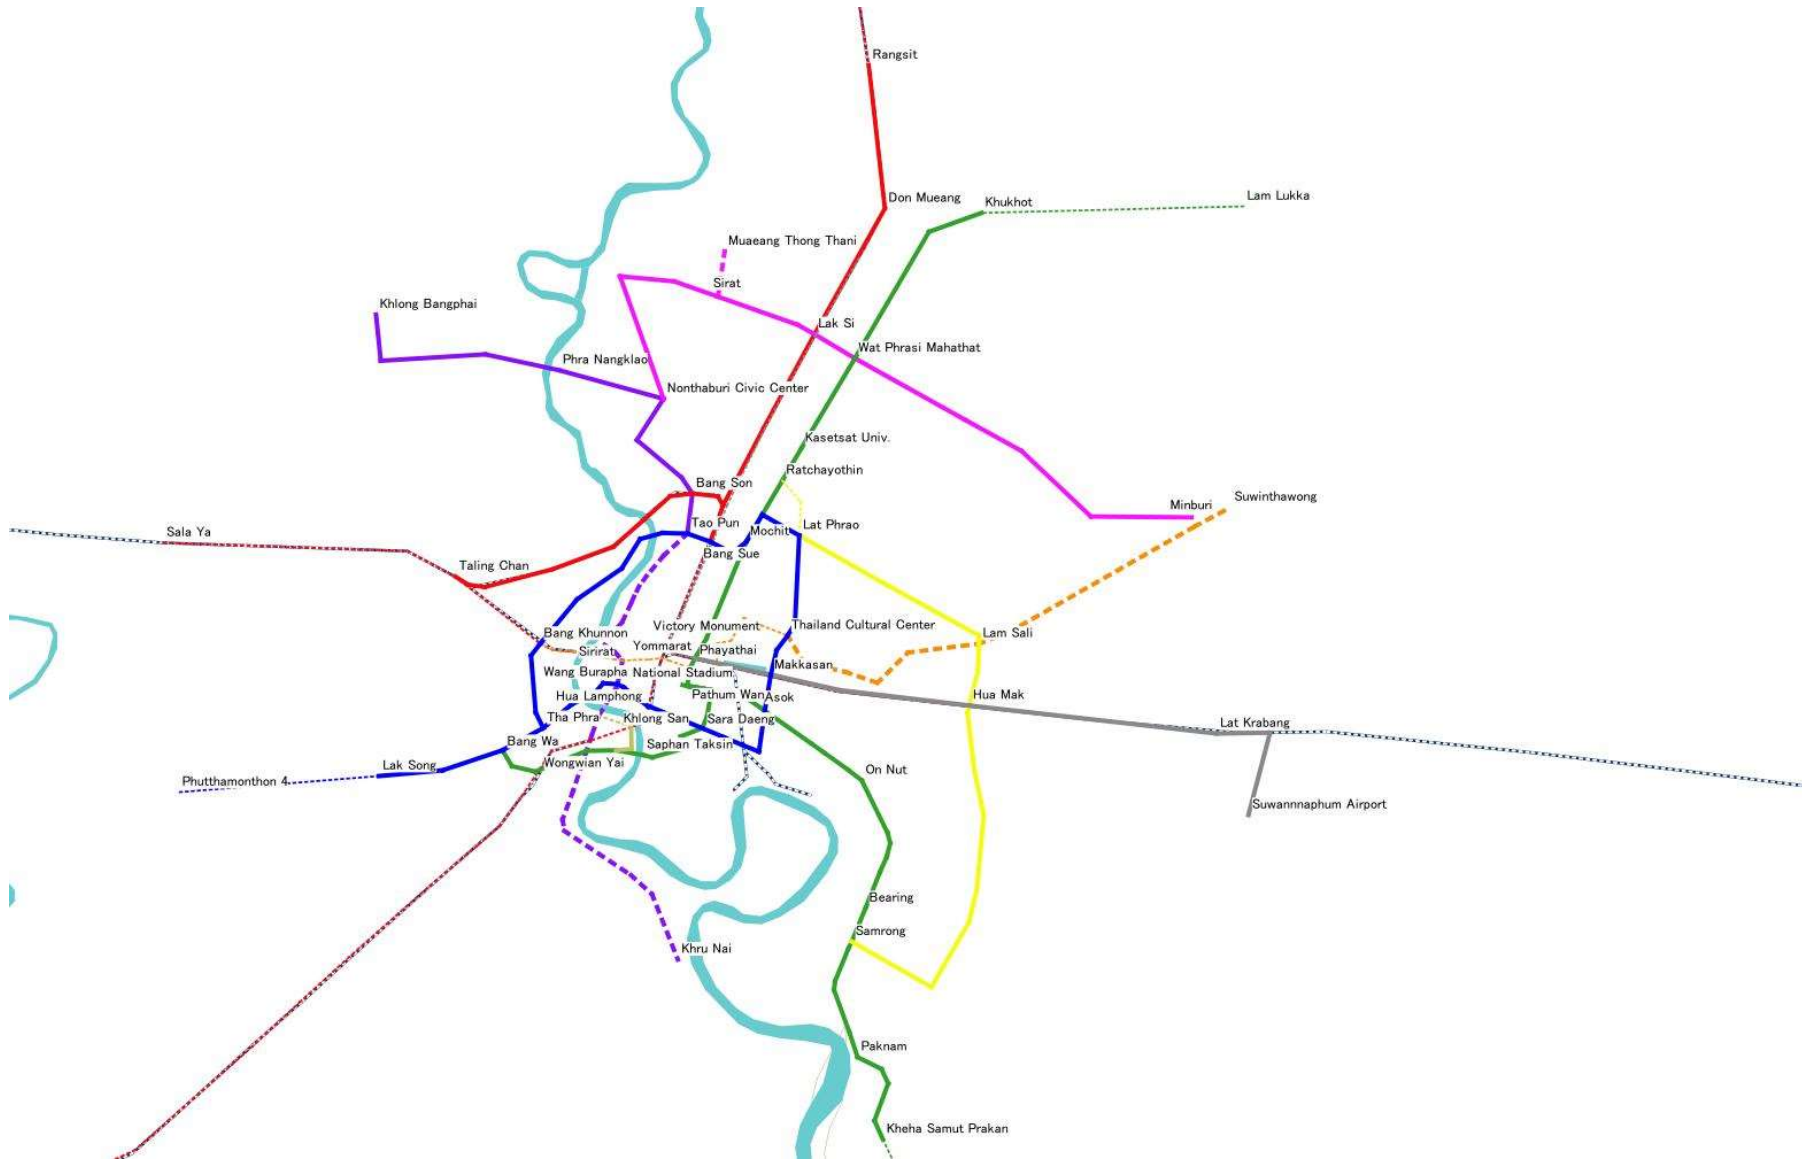 Rangsit
Don Mueang
Khukhot
Lam Lukka
Muaeang Thong Thani
Sirat
Khlong Bangphai
Lak Si
Wat Phrasi Mahathat
Phra Nangklao
Nonthaburi Civic Center
Kasetsat Univ.
Ratchayothin
Bang Son
Suwinthawong
Minburi
Tao Pun
Lat Phrao
Mochit
Sala Ya
Bang Sue
Taling Chan
Victory Monument
Thailand Cultural Center
Bang Khunnon
Lam Sali
Sirirat
Yommarat
Phayathai
Makkasan
Wang Burapha
National Stadium
Hua Lamphong
Pathum Wan
Asok
Hua Mak
Tha Phra
Khlong San
Sara Daeng
Lat Krabang
Bang Wa
Saphan Taksin
Wongwian Yai
Lak Song
On Nut
Phutthamonthon 4
Suwannnaphum Airport
Bearing
Samrong
Khru Nai
Paknam
Kheha Samut Prakan